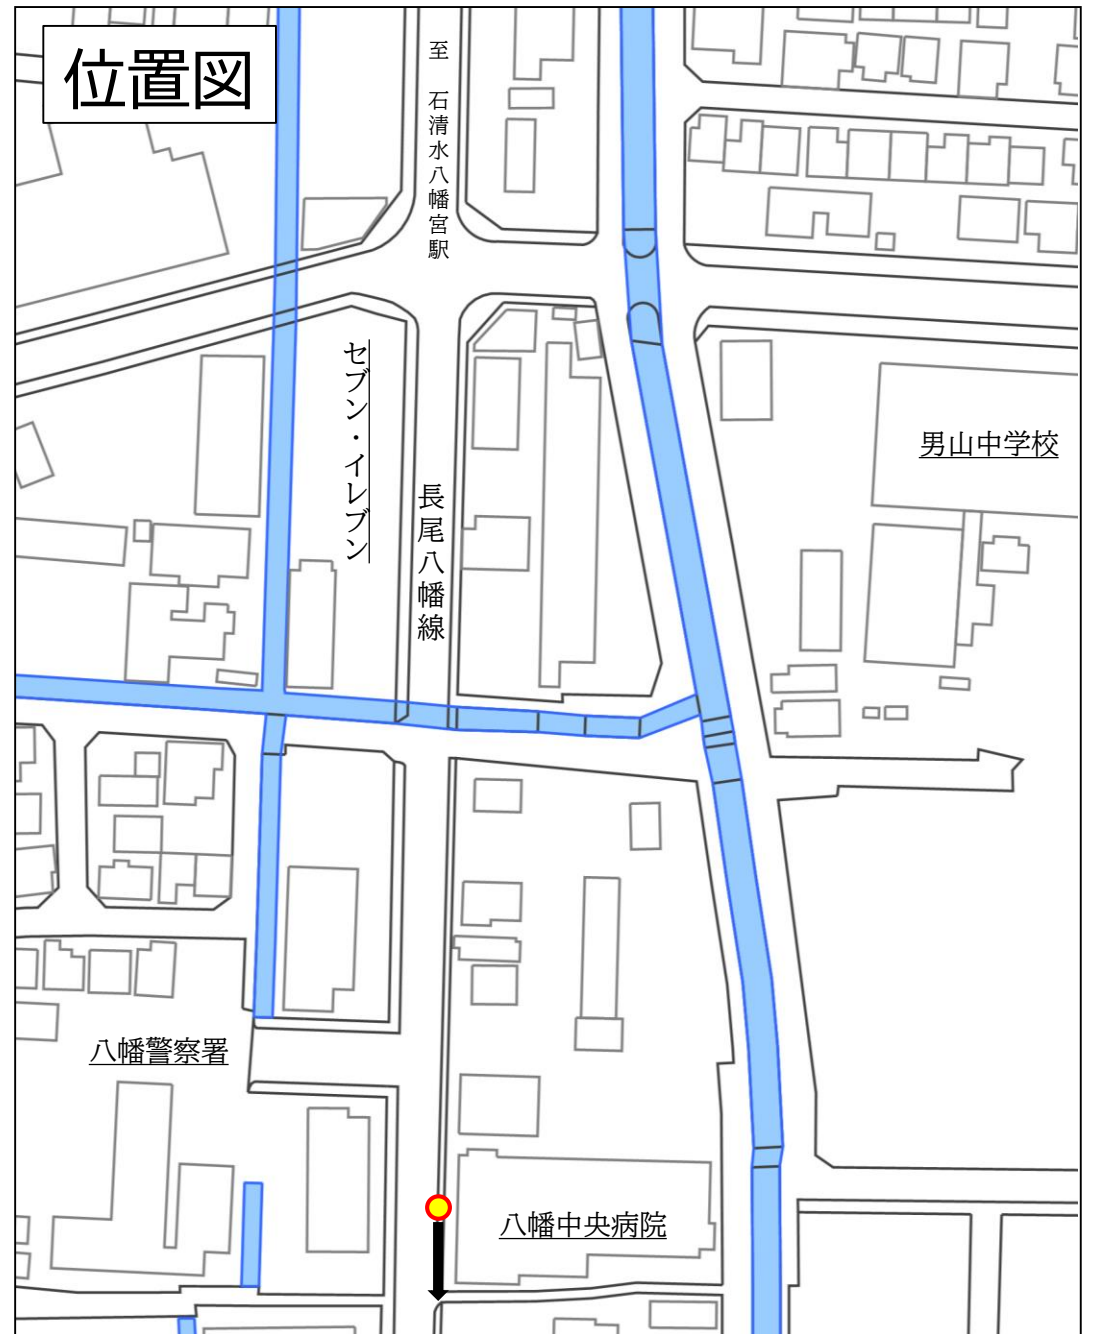 位置図
至 石清水八幡宮駅
セブン・イレブン
長尾八幡線
男山中学校
八幡警察署
八幡中央病院